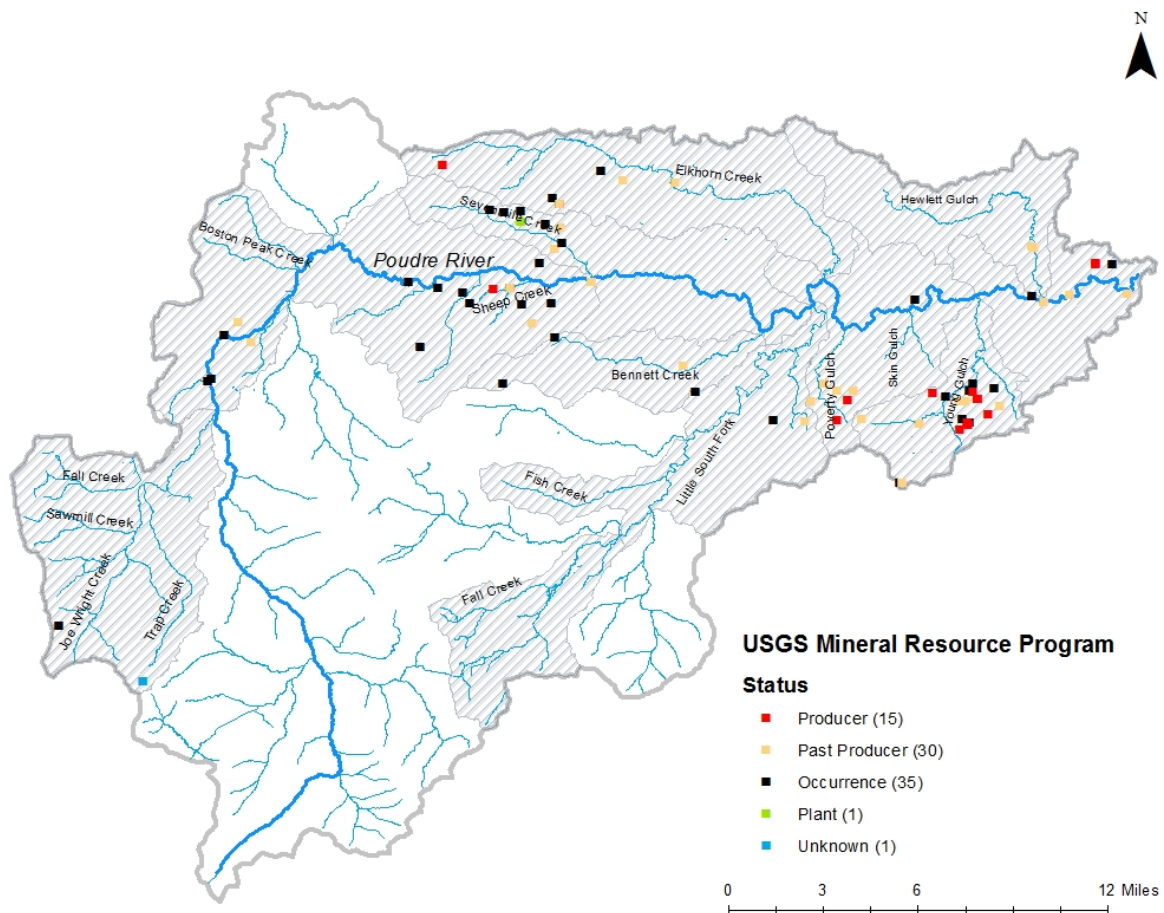 N
Elkhorn Creek
Hewlett Gulch
Sevenmile Creek
Boston Peak Creek
Poudre River
Sheep Creek
Skin Gulch
Bennett Creek
Poverty Gulch
Young Gulch
Little South Fork
Fish Creek
Fall Creek
Sawmill Creek
Joe Wright Creek
Trap Creek
Fall Creek
USGS Mineral Resource Program
Status
Producer (15)
Past Producer (30)
Occurrence (35)
Plant (1)
Unknown (1)
0 3 6 12 Miles